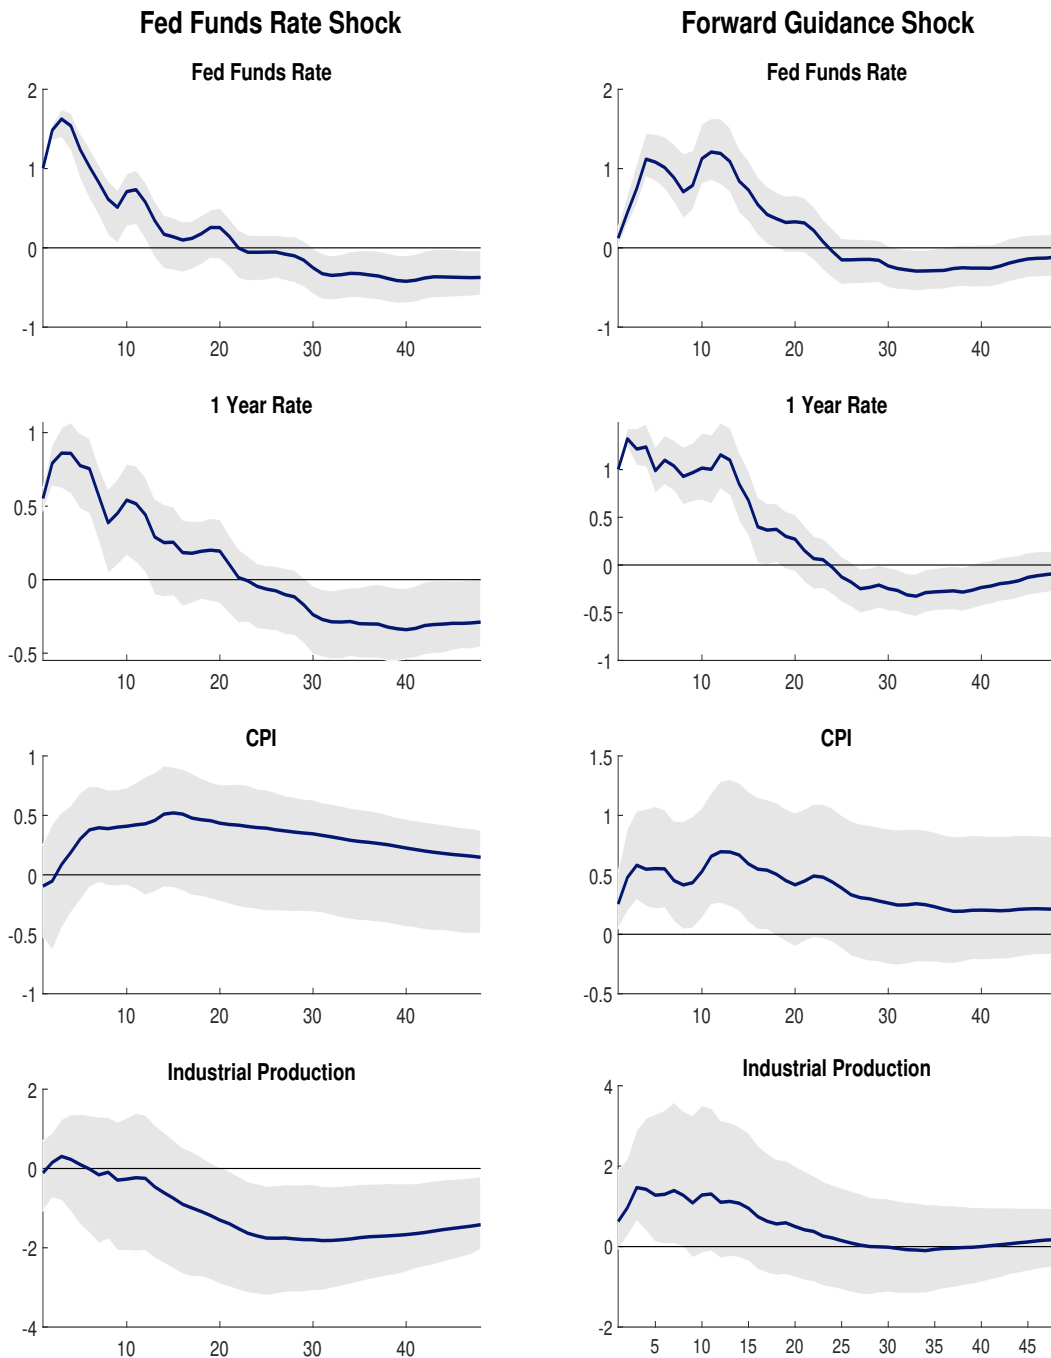 Fed Funds Rate Shock
Forward Guidance Shock
Fed Funds Rate
2
1
0
-1
10 20 30 40
Fed Funds Rate
2
1
0
-1
10 20 30 40
1 Year Rate
1
0.5
0
-0.5
10 20 30 40
1 Year Rate
1
0.5
0
-0.5
-1
10 20 30 40
CPI
1
0.5
0
-0.5
-1
10 20 30 40
CPI
1.5
1
0.5
0
-0.5
10 20 30 40
Industrial Production
2
0
-2
-4
10 20 30 40
Industrial Production
4
2
0
-2
5 10 15 20 25 30 35 40 45